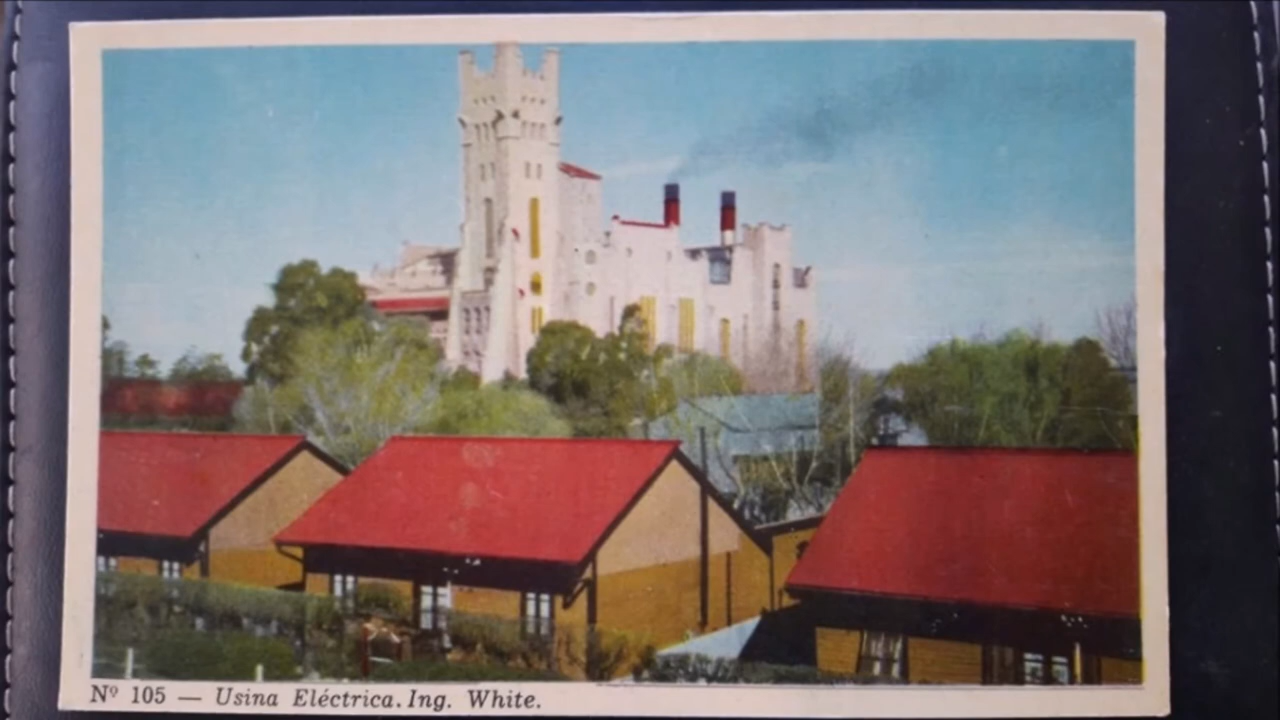 Nº 105 — Usina Eléctrica. Ing. White.